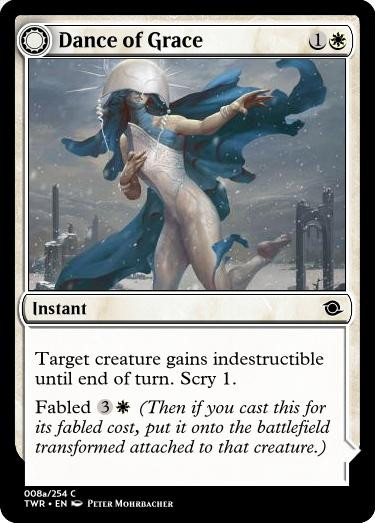 Dance of Grace 1
Instant
Target creature gains indestructible
until end of turn. Scry 1.
Fabled 3 (Then if you cast this for
its fabled cost, put it onto the battlefield
transformed attached to that creature.)
008a/254 C
TWR • EN Peter Mohrbacher